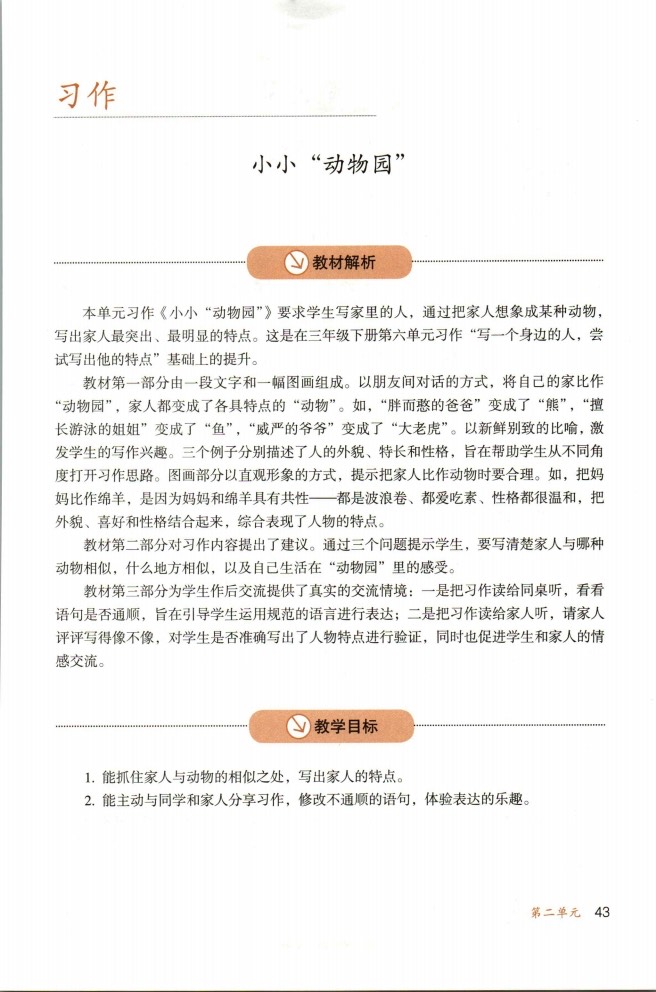 习作
小小“动物园”
教材解析
本单元习作《小小“动物园”》要求学生写家里的人，通过把家人想象成某种动物，
写出家人最突出、最明显的特点。这是在三年级下册第六单元习作“写一个身边的人，尝
试写出他的特点”基础上的提升。
教材第一部分由一段文字和一幅图画组成。以朋友间对话的方式，将自己的家比作
“动物园”，家人都变成了各具特点的“动物”。如，“胖而憨的爸爸”变成了“熊”，“擅
长游泳的姐姐”变成了“鱼”，“威严的爷爷”变成了“大老虎”。以新鲜别致的比喻，激
发学生的写作兴趣。三个例子分别描述了人的外貌、特长和性格，旨在帮助学生从不同角
度打开习作思路。图画部分以直观形象的方式，提示把家人比作动物时要合理。如，把妈
妈比作绵羊，是因为妈妈和绵羊具有共性——都是波浪卷、都爱吃素、性格都很温和，把
外貌、喜好和性格结合起来，综合表现了人物的特点。
教材第二部分对习作内容提出了建议。通过三个问题提示学生，要写清楚家人与哪种
动物相似，什么地方相似，以及自己生活在“动物园”里的感受。
教材第三部分为学生作后交流提供了真实的交流情境：一是把习作读给同桌听，看看
语句是否通顺，旨在引导学生运用规范的语言进行表达；二是把习作读给家人听，请家人
评评写得像不像，对学生是否准确写出了人物特点进行验证，同时也促进学生和家人的情
感交流。
教学目标
1. 能抓住家人与动物的相似之处，写出家人的特点。
2. 能主动与同学和家人分享习作，修改不通顺的语句，体验表达的乐趣。
第二单元 43